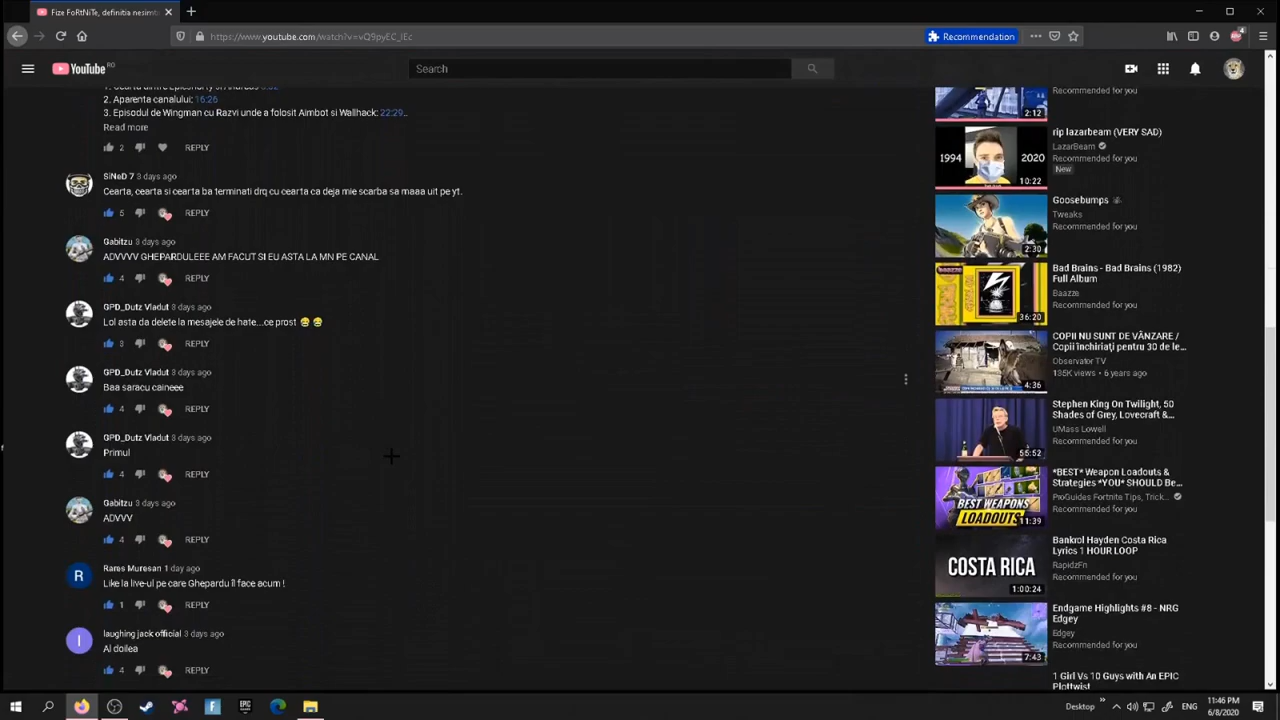 Fize FoRtNiTe, definitia nesimti
https://www.youtube.com/watch?v=vQ9pyEC_lEc
Recommendation
4
YouTube RO
Search
2. Aparenta canalului: 16:26
3. Episodul de Wingman cu Razvi unde a folosit Aimbot si Wallhack: 22:29..
Read more
2 REPLY
SiNeD 7 3 days ago
Cearta, cearta si cearta ba terminati drq cu cearta ca deja mie scarba sa maaa uit pe yt.
5 REPLY
Gabitzu 3 days ago
ADVVVV GHEPARDULEEE AM FACUT SI EU ASTA LA MN PE CANAL
4 REPLY
GPD_Dutz Vladut 3 days ago
Lol asta da delete la mesajele de hate...ce prost 😂 😂
3 REPLY
GPD_Dutz Vladut 3 days ago
Baa saracu caineee
4 REPLY
GPD_Dutz Vladut 3 days ago
Primul
4 REPLY
Gabitzu 3 days ago
ADVVV
4 REPLY
Rares Muresan 1 day ago
Like la live-ul pe care Ghepardu îl face acum !
1 REPLY
laughing jack official 3 days ago
Al doilea
4 REPLY
Recommended for you
2:12
rip lazarbeam (VERY SAD)
LazarBeam
Recommended for you
New
1994 2020
10:22
Goosebumps
Tweaks
Recommended for you
2:30
Bad Brains - Bad Brains (1982)
Full Album
Baazze
Recommended for you
36:20
COPII NU SUNT DE VÂNZARE /
Copii închiriați pentru 30 de le...
Observator TV
135K views • 6 years ago
4:36
Stephen King On Twilight, 50
Shades of Grey, Lovecraft &...
UMass Lowell
Recommended for you
55:52
*BEST* Weapon Loadouts &
Strategies *YOU* SHOULD Be...
ProGuides Fortnite Tips, Trick...
Recommended for you
BEST WEAPONS
LOADOUTS
11:39
Bankrol Hayden Costa Rica
Lyrics 1 HOUR LOOP
RapidzFn
Recommended for you
COSTA RICA
1:00:24
Endgame Highlights #8 - NRG
Edgey
Edgey
Recommended for you
7:43
1 Girl Vs 10 Guys with An EPIC
Plottwist
EPIC
Desktop
ENG
11:46 PM
6/8/2020